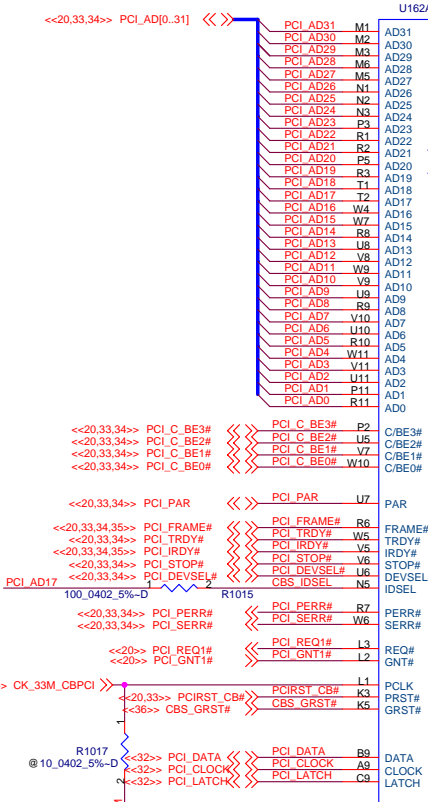 U162A
<<20,33,34>> PCI_AD[0..31]
PCI_AD31 M1 AD31
PCI_AD30 M2 AD30
PCI_AD29 M3 AD29
PCI_AD28 M6 AD28
PCI_AD27 M5 AD27
PCI_AD26 N1 AD26
PCI_AD25 N2 AD25
PCI_AD24 N3 AD24
PCI_AD23 P3 AD23
PCI_AD22 R1 AD22
PCI_AD21 R2 AD21
PCI_AD20 P5 AD20
PCI_AD19 R3 AD19
PCI_AD18 T1 AD18
PCI_AD17 T2 AD17
PCI_AD16 W4 AD16
PCI_AD15 W7 AD15
PCI_AD14 R8 AD14
PCI_AD13 U8 AD13
PCI_AD12 V8 AD12
PCI_AD11 W9 AD11
PCI_AD10 V9 AD10
PCI_AD9 U9 AD9
PCI_AD8 R9 AD8
PCI_AD7 V10 AD7
PCI_AD6 U10 AD6
PCI_AD5 R10 AD5
PCI_AD4 W11 AD4
PCI_AD3 V11 AD3
PCI_AD2 U11 AD2
PCI_AD1 P11 AD1
PCI_AD0 R11 AD0
<<20,33,34>> PCI_C_BE3# PCI_C_BE3# P2 C/BE3#
<<20,33,34>> PCI_C_BE2# PCI_C_BE2# U5 C/BE2#
<<20,33,34>> PCI_C_BE1# PCI_C_BE1# V7 C/BE1#
<<20,33,34>> PCI_C_BE0# PCI_C_BE0# W10 C/BE0#
<<20,33,34>> PCI_PAR PCI_PAR U7 PAR
<<20,33,34,35>> PCI_FRAME# PCI_FRAME# R6 FRAME#
<<20,33,34>> PCI_TRDY# PCI_TRDY# W5 TRDY#
<<20,33,34,35>> PCI_IRDY# PCI_IRDY# V5 IRDY#
<<20,33,34>> PCI_STOP# PCI_STOP# V6 STOP#
<<20,33,34>> PCI_DEVSEL# PCI_DEVSEL# U6 DEVSEL
PCI_AD17 1 2 CBS_IDSEL N5 IDSEL
100_0402_5%~D R1015
<<20,33,34>> PCI_PERR# PCI_PERR# R7 PERR#
<<20,33,34>> PCI_SERR# PCI_SERR# W6 SERR#
<<20>> PCI_REQ1# PCI_REQ1# L3 REQ#
<<20>> PCI_GNT1# PCI_GNT1# L2 GNT#
> CK_33M_CBPCI L1 PCLK
<<20,33>> PCIRST_CB# PCIRST_CB# K3 PRST#
<<36>> CBS_GRST# CBS_GRST# K5 GRST#
1
R1017
@10_0402_5%~D
2
<<32>> PCI_DATA PCI_DATA B9 DATA
<<32>> PCI_CLOCK PCI_CLOCK A9 CLOCK
<<32>> PCI_LATCH PCI_LATCH C9 LATCH
1